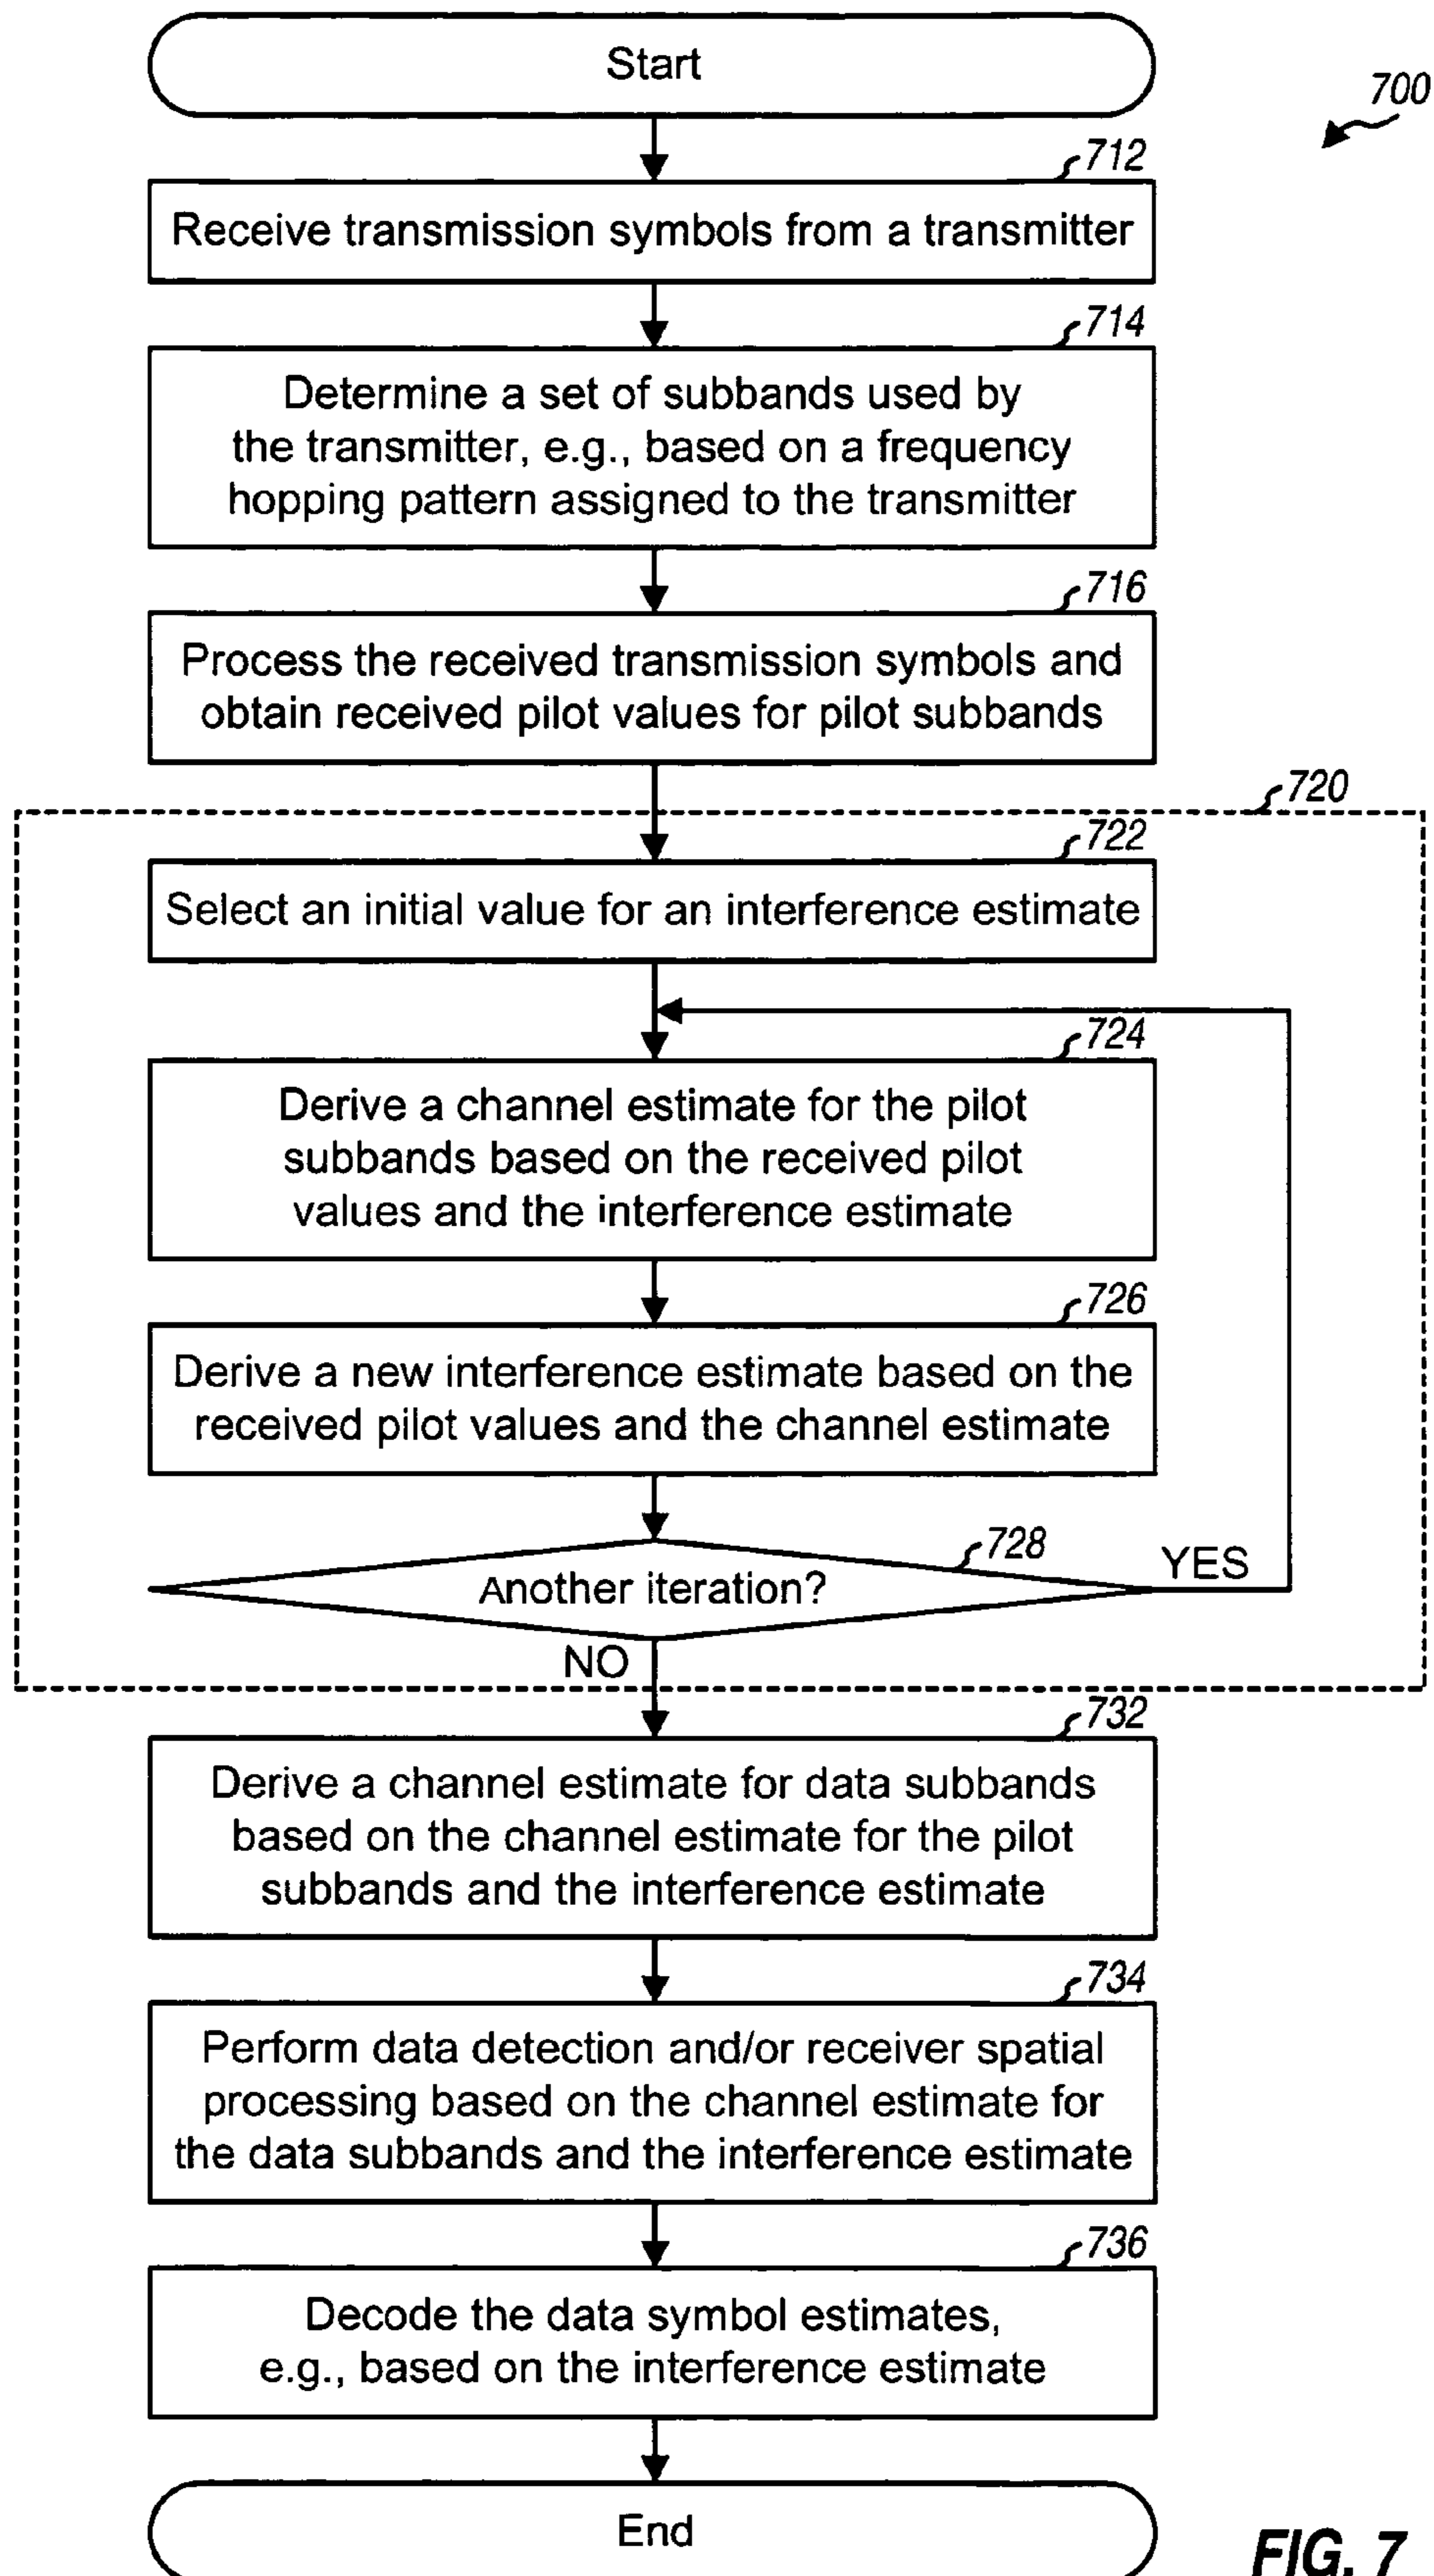 Start
700
712
Receive transmission symbols from a transmitter
714
Determine a set of subbands used by
the transmitter, e.g., based on a frequency
hopping pattern assigned to the transmitter
716
Process the received transmission symbols and
obtain received pilot values for pilot subbands
720
722
Select an initial value for an interference estimate
724
Derive a channel estimate for the pilot
subbands based on the received pilot
values and the interference estimate
726
Derive a new interference estimate based on the
received pilot values and the channel estimate
728
Another iteration?
YES
NO
732
Derive a channel estimate for data subbands
based on the channel estimate for the pilot
subbands and the interference estimate
734
Perform data detection and/or receiver spatial
processing based on the channel estimate for
the data subbands and the interference estimate
736
Decode the data symbol estimates,
e.g., based on the interference estimate
End
FIG. 7